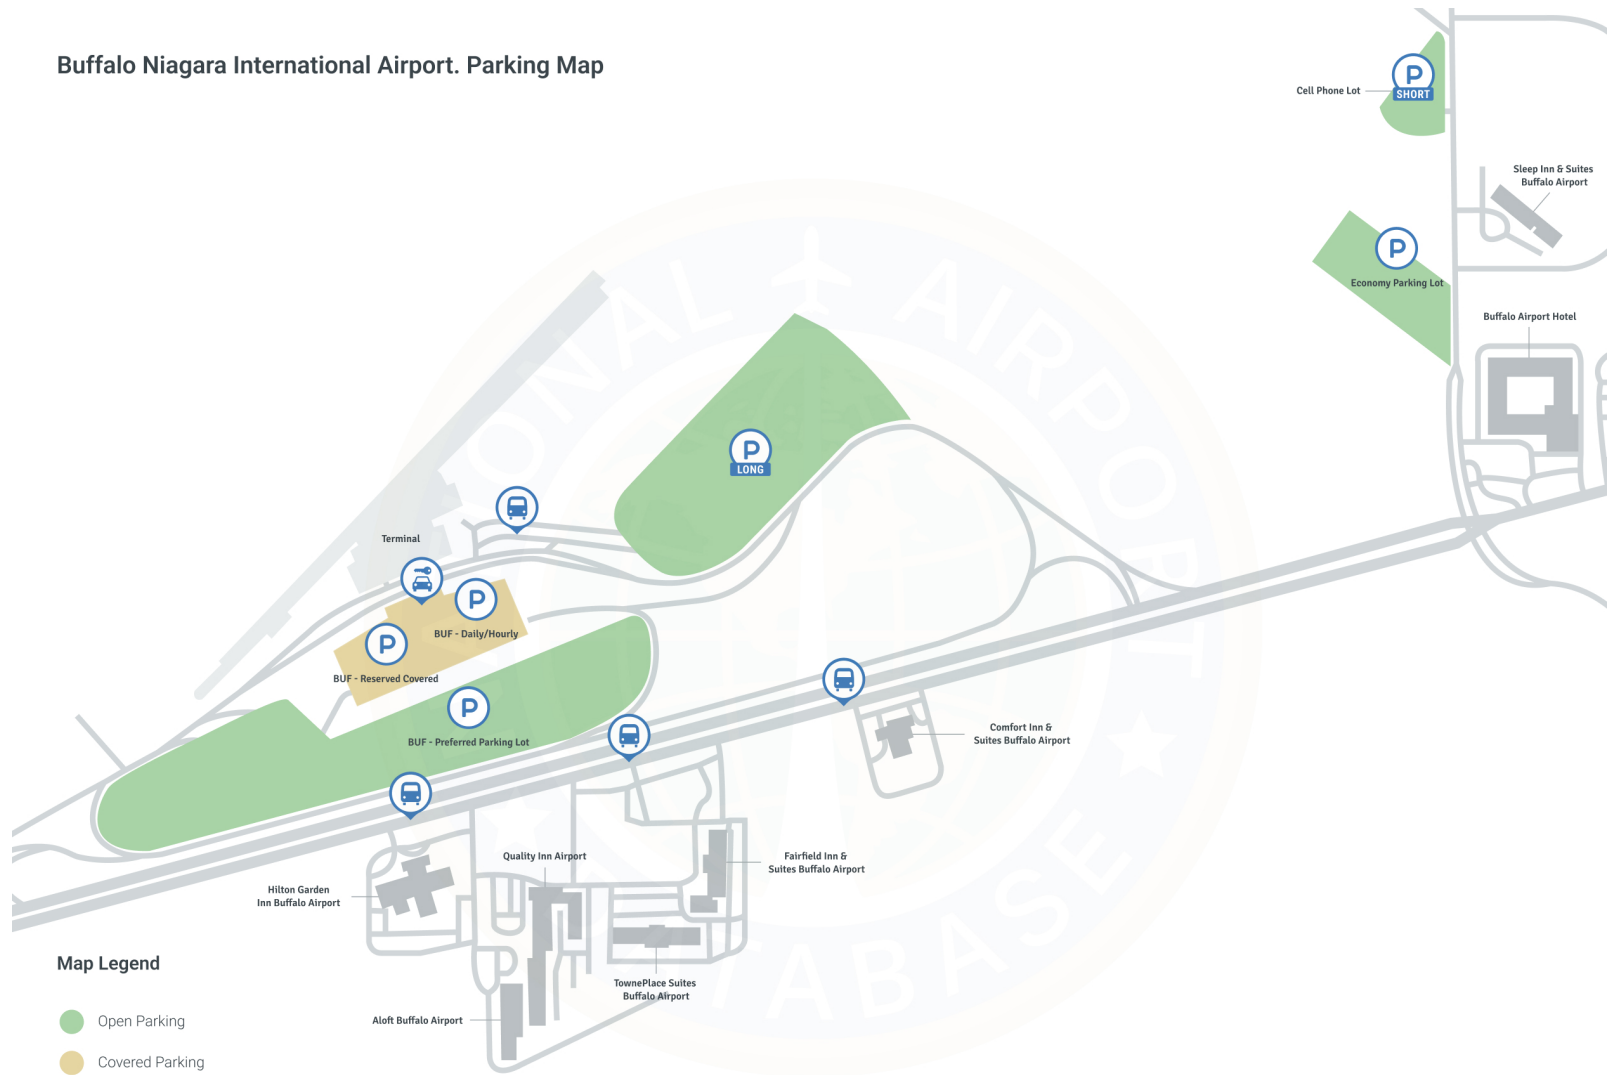 Buffalo Niagara International Airport. Parking Map
P
SHORT
Cell Phone Lot
Sleep Inn & Suites
Buffalo Airport
P
Economy Parking Lot
Buffalo Airport Hotel
P
LONG
Terminal
P
BUF - Daily/Hourly
P
BUF - Reserved Covered
P
BUF - Preferred Parking Lot
Comfort Inn &
Suites Buffalo Airport
Quality Inn Airport
Fairfield Inn &
Suites Buffalo Airport
Hilton Garden
Inn Buffalo Airport
TownePlace Suites
Buffalo Airport
Aloft Buffalo Airport
Map Legend
Open Parking
Covered Parking
AIRPORT